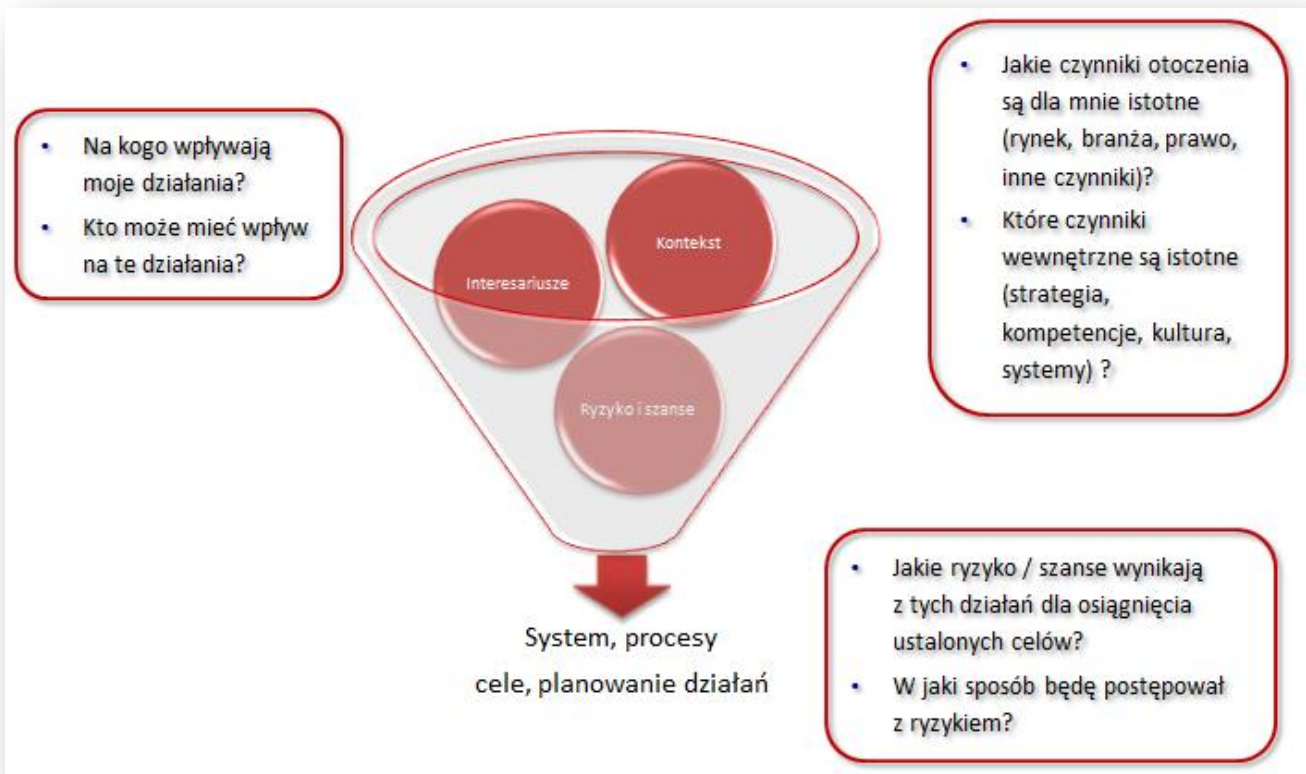 • Na kogo wpływają
moje działania?
• Kto może mieć wpływ
na te działania?
• Jakie czynniki otoczenia
są dla mnie istotne
(rynek, branża, prawo,
inne czynniki)?
• Które czynniki
wewnętrzne są istotne
(strategia,
kompetencje, kultura,
systemy) ?
Kontekst
Interesariusze
Ryzyko i szanse
System, procesy
cele, planowanie działań
• Jakie ryzyko / szanse wynikają
z tych działań dla osiągnięcia
ustalonych celów?
• W jaki sposób będę postępował
z ryzykiem?